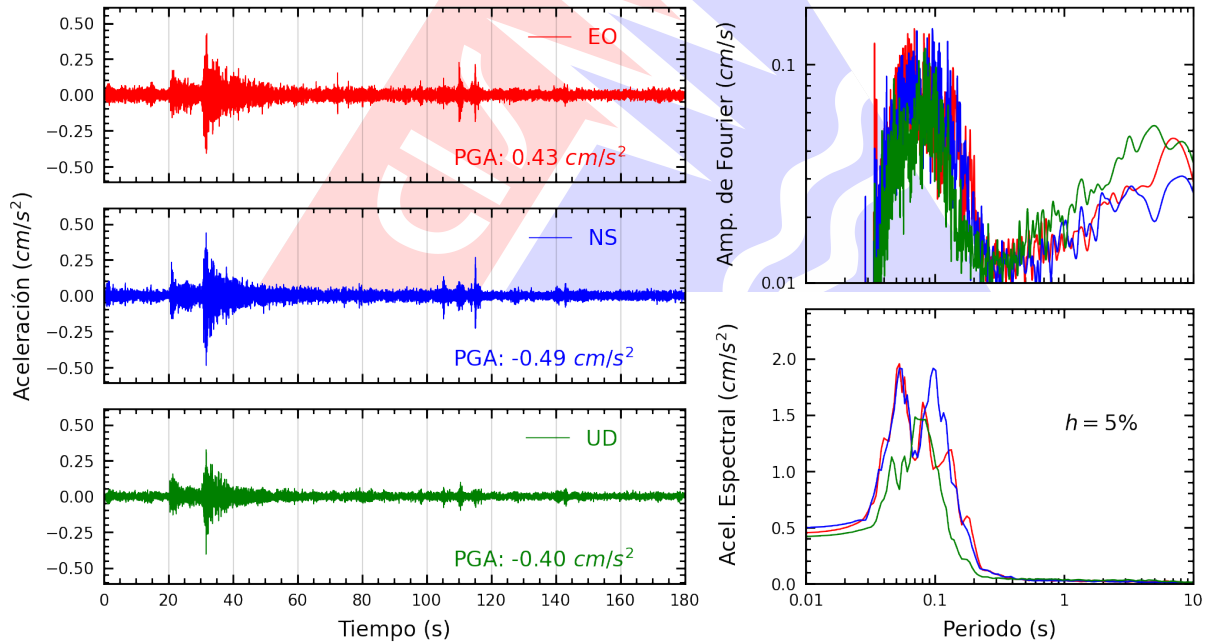 Aceleración (cm/s²)
0.50
0.25
0.00
−0.25
−0.50
EO
PGA: 0.43 cm/s²
0.50
0.25
0.00
−0.25
−0.50
NS
PGA: -0.49 cm/s²
0.50
0.25
0.00
−0.25
−0.50
UD
PGA: -0.40 cm/s²
0 20 40 60 80 100 120 140 160 180
Tiempo (s)
Amp. de Fourier (cm/s)
0.1
0.01
Acel. Espectral (cm/s²)
2.0
1.5
1.0
0.5
0.0
h = 5%
0.01 0.1 1 10
Periodo (s)